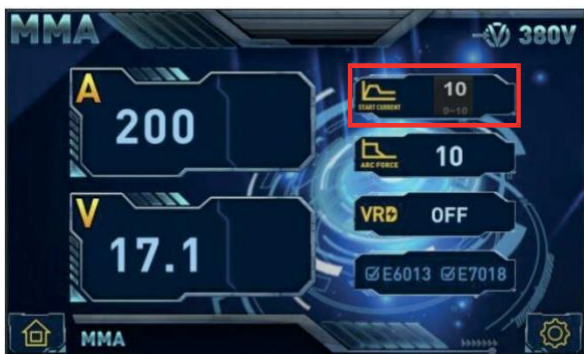 MMA
380V
A
200
START CURRENT
10
0~10
ARC FORCE
10
V
17.1
VRD
OFF
E6013 E7018
MMA